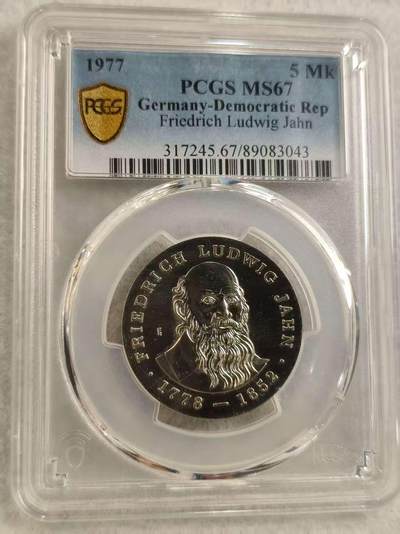 1977 5 Mk
PCGS MS67
Germany-Democratic Rep
Friedrich Ludwig Jahn
317245.67/89083043
PCGS
FRIEDRICH LUDWIG JAHN
· 1778 — 1852 ·